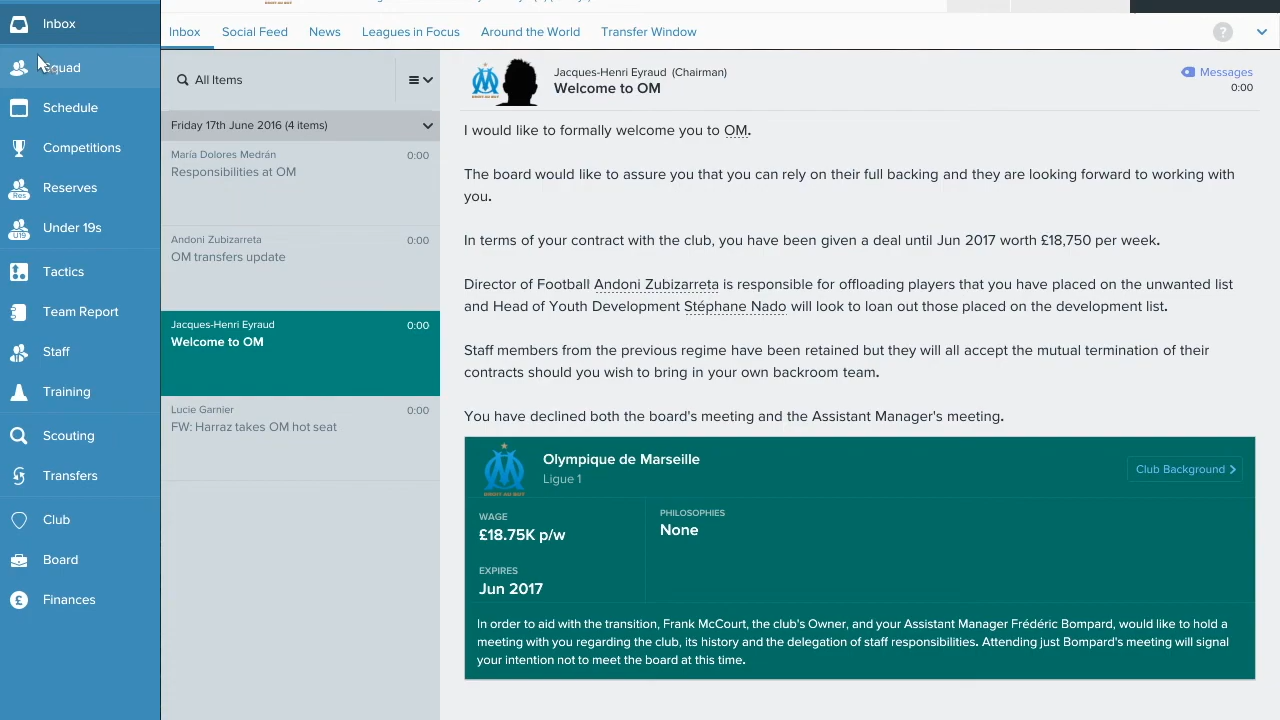 Inbox
Squad
Schedule
Competitions
Reserves
Under 19s
Tactics
Team Report
Staff
Training
Scouting
Transfers
Club
Board
Finances
Inbox Social Feed News Leagues in Focus Around the World Transfer Window
?
All Items
Friday 17th June 2016 (4 items)
María Dolores Medrán 0:00
Responsibilities at OM
Andoni Zubizarreta 0:00
OM transfers update
Jacques-Henri Eyraud 0:00
Welcome to OM
Lucie Garnier 0:00
FW: Harraz takes OM hot seat
Jacques-Henri Eyraud (Chairman)
Welcome to OM
Messages
0:00
I would like to formally welcome you to OM.
The board would like to assure you that you can rely on their full backing and they are looking forward to working with
you.
In terms of your contract with the club, you have been given a deal until Jun 2017 worth £18,750 per week.
Director of Football Andoni Zubizarreta is responsible for offloading players that you have placed on the unwanted list
and Head of Youth Development Stéphane Nado will look to loan out those placed on the development list.
Staff members from the previous regime have been retained but they will all accept the mutual termination of their
contracts should you wish to bring in your own backroom team.
You have declined both the board's meeting and the Assistant Manager's meeting.
Olympique de Marseille
Ligue 1
Club Background
WAGE
£18.75K p/w
PHILOSOPHIES
None
EXPIRES
Jun 2017
In order to aid with the transition, Frank McCourt, the club's Owner, and your Assistant Manager Frédéric Bompard, would like to hold a
meeting with you regarding the club, its history and the delegation of staff responsibilities. Attending just Bompard's meeting will signal
your intention not to meet the board at this time.